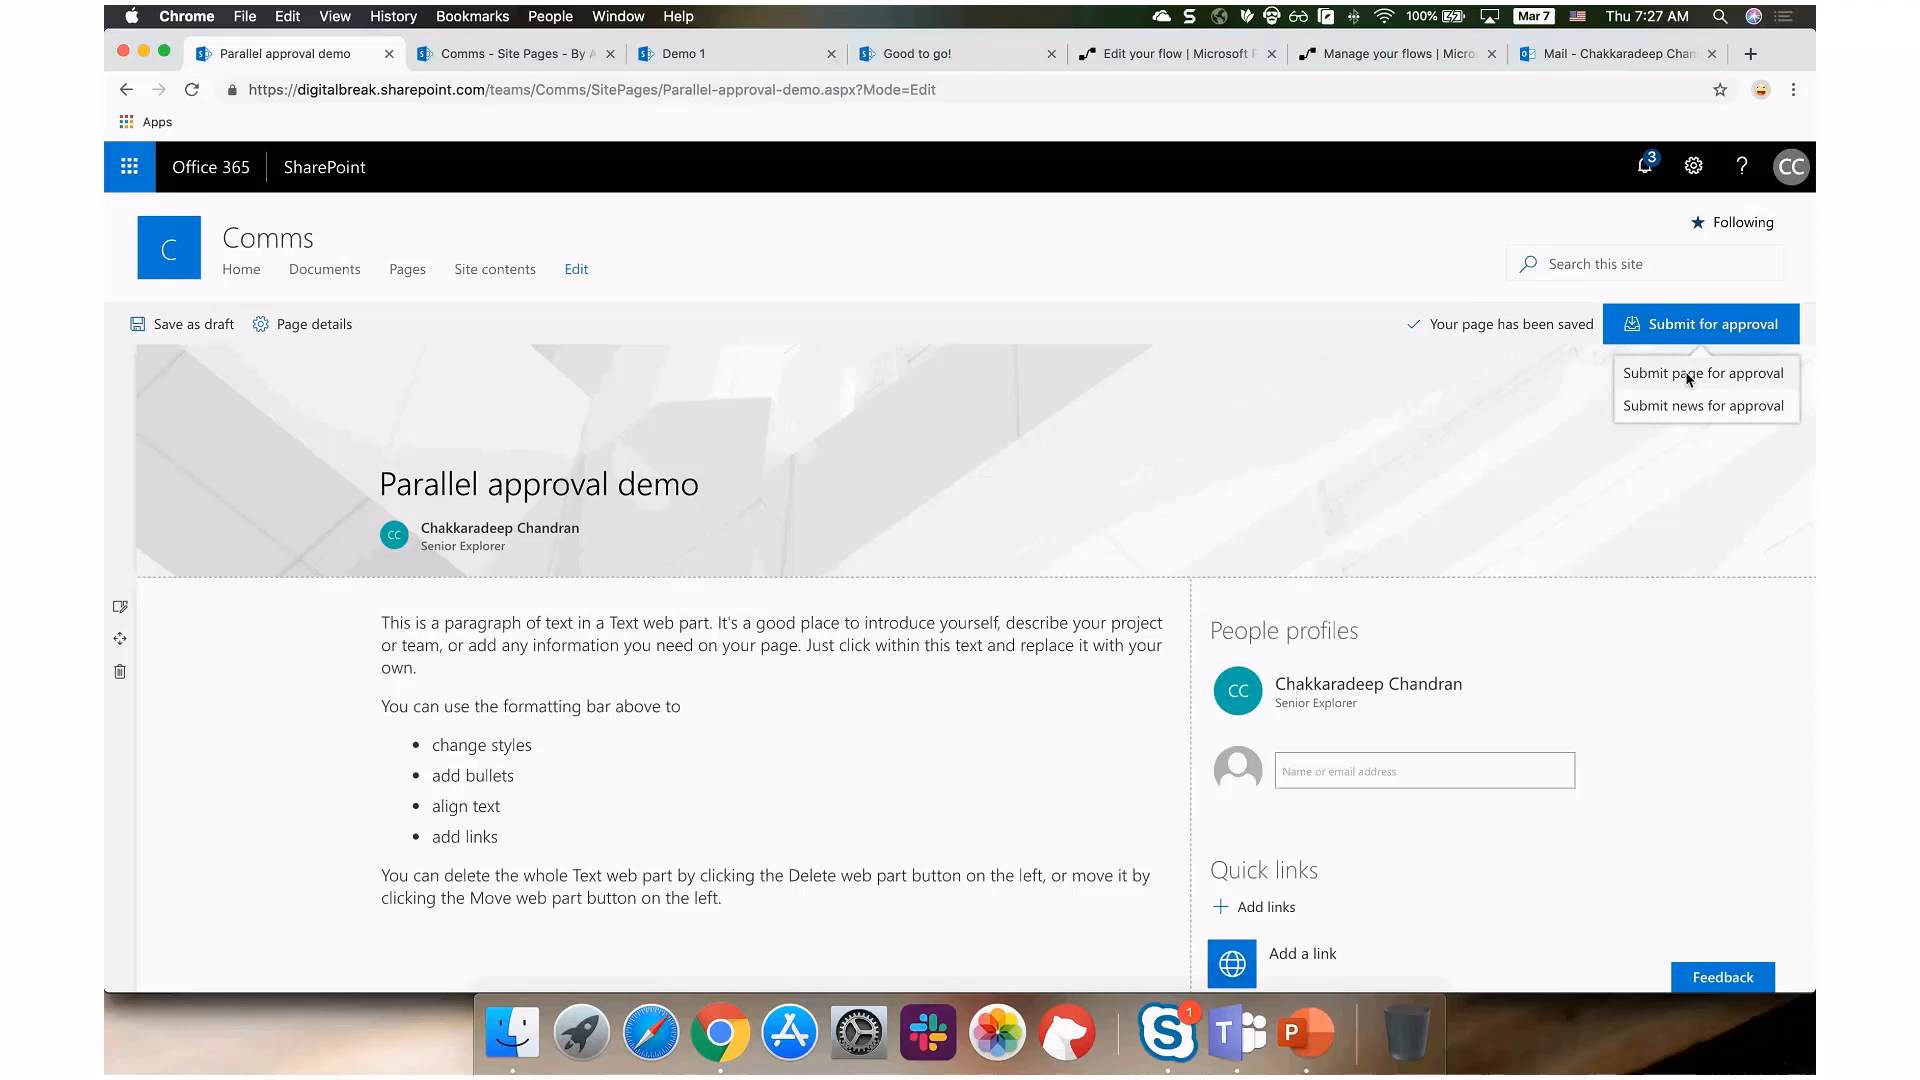 Chrome File Edit View History Bookmarks People Window Help 100% Mar 7 Thu 7:27 AM
Parallel approval demo Comms - Site Pages - By Demo 1 Good to go! Edit your flow | Microsoft Manage your flows | Micro Mail - Chakkaradeep Chan
https://digitalbreak.sharepoint.com/teams/Comms/SitePages/Parallel-approval-demo.aspx?Mode=Edit
Apps
Office 365 SharePoint 3 ? CC
Following
C Comms
Home Documents Pages Site contents Edit
Search this site
Save as draft Page details Your page has been saved Submit for approval
Submit page for approval
Submit news for approval
Parallel approval demo
CC Chakkaradeep Chandran
Senior Explorer
This is a paragraph of text in a Text web part. It's a good place to introduce yourself, describe your project
or team, or add any information you need on your page. Just click within this text and replace it with your
own.
You can use the formatting bar above to
• change styles
• add bullets
• align text
• add links
You can delete the whole Text web part by clicking the Delete web part button on the left, or move it by
clicking the Move web part button on the left.
People profiles
CC Chakkaradeep Chandran
Senior Explorer
Name or email address
Quick links
Add links
Add a link
Feedback
S 1 T P